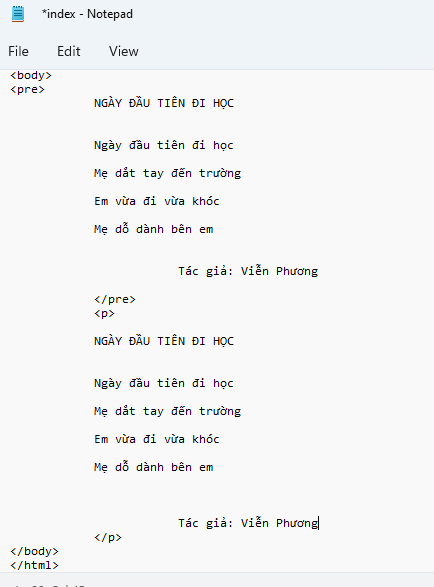 *index - Notepad
File Edit View
<body>
<pre>
NGÀY ĐẦU TIÊN ĐI HỌC
Ngày đầu tiên đi học
Mẹ dắt tay đến trường
Em vừa đi vừa khóc
Mẹ dỗ dành bên em
Tác giả: Viễn Phương
</pre>
<p>
NGÀY ĐẦU TIÊN ĐI HỌC
Ngày đầu tiên đi học
Mẹ dắt tay đến trường
Em vừa đi vừa khóc
Mẹ dỗ dành bên em
Tác giả: Viễn Phương
</p>
</body>
</html>